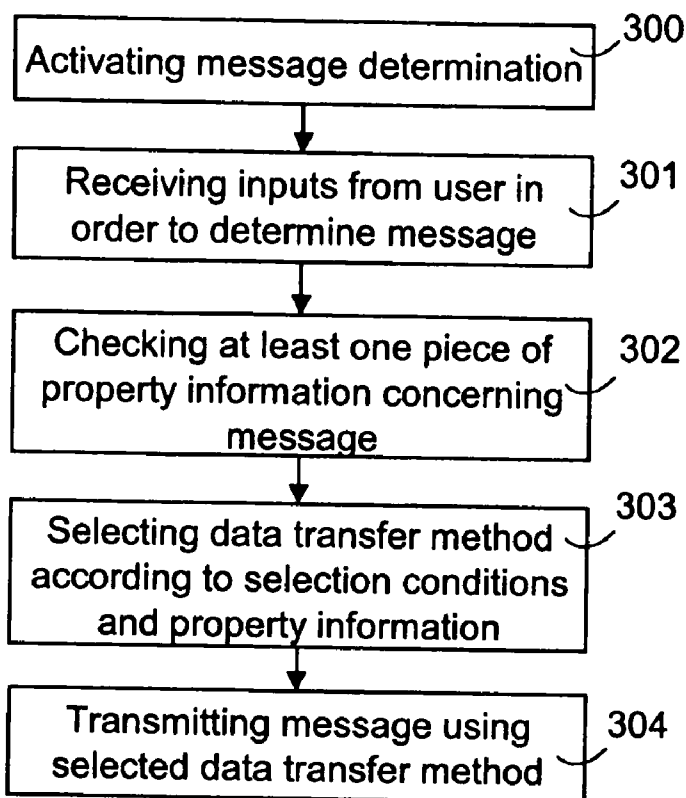 300
Activating message determination
301
Receiving inputs from user in
order to determine message
302
Checking at least one piece of
property information concerning
message
303
Selecting data transfer method
according to selection conditions
and property information
304
Transmitting message using
selected data transfer method